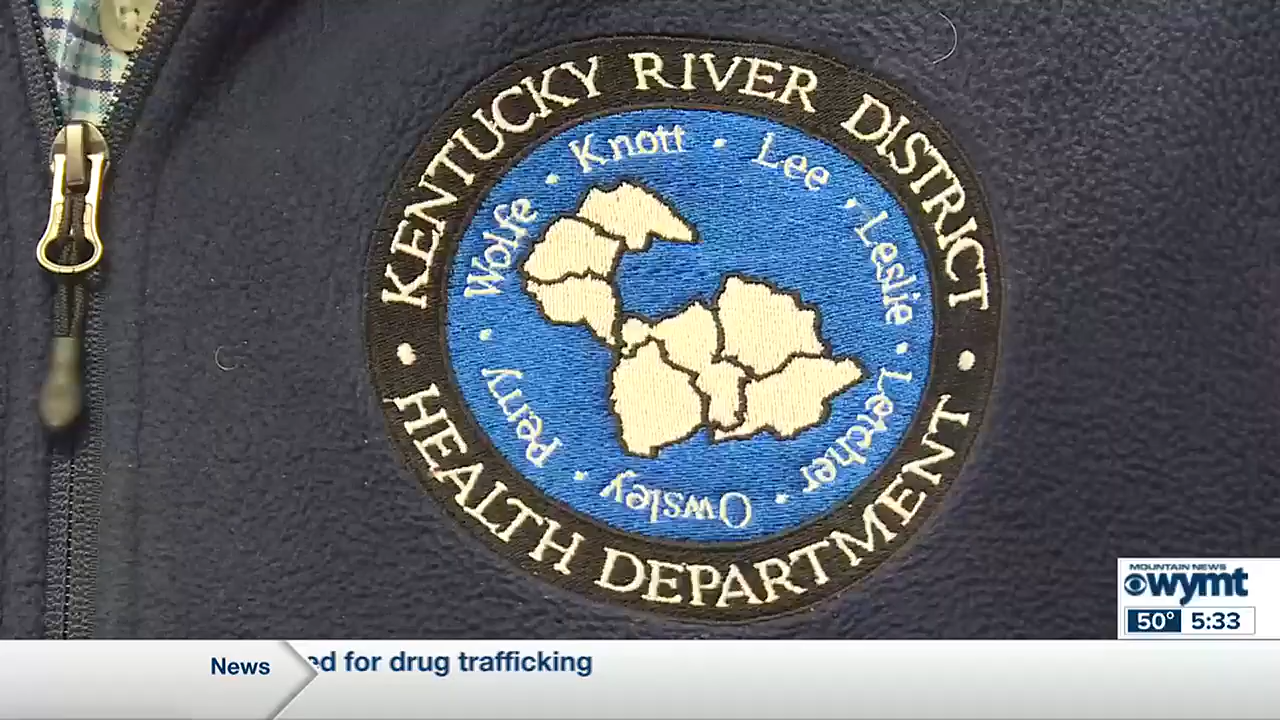 KENTUCKY RIVER DISTRICT
HEALTH DEPARTMENT
Knott · Lee · Leslie · Letcher · Owsley · Perry · Wolfe ·
MOUNTAIN NEWS
wymt
50° 5:33
News
ed for drug trafficking